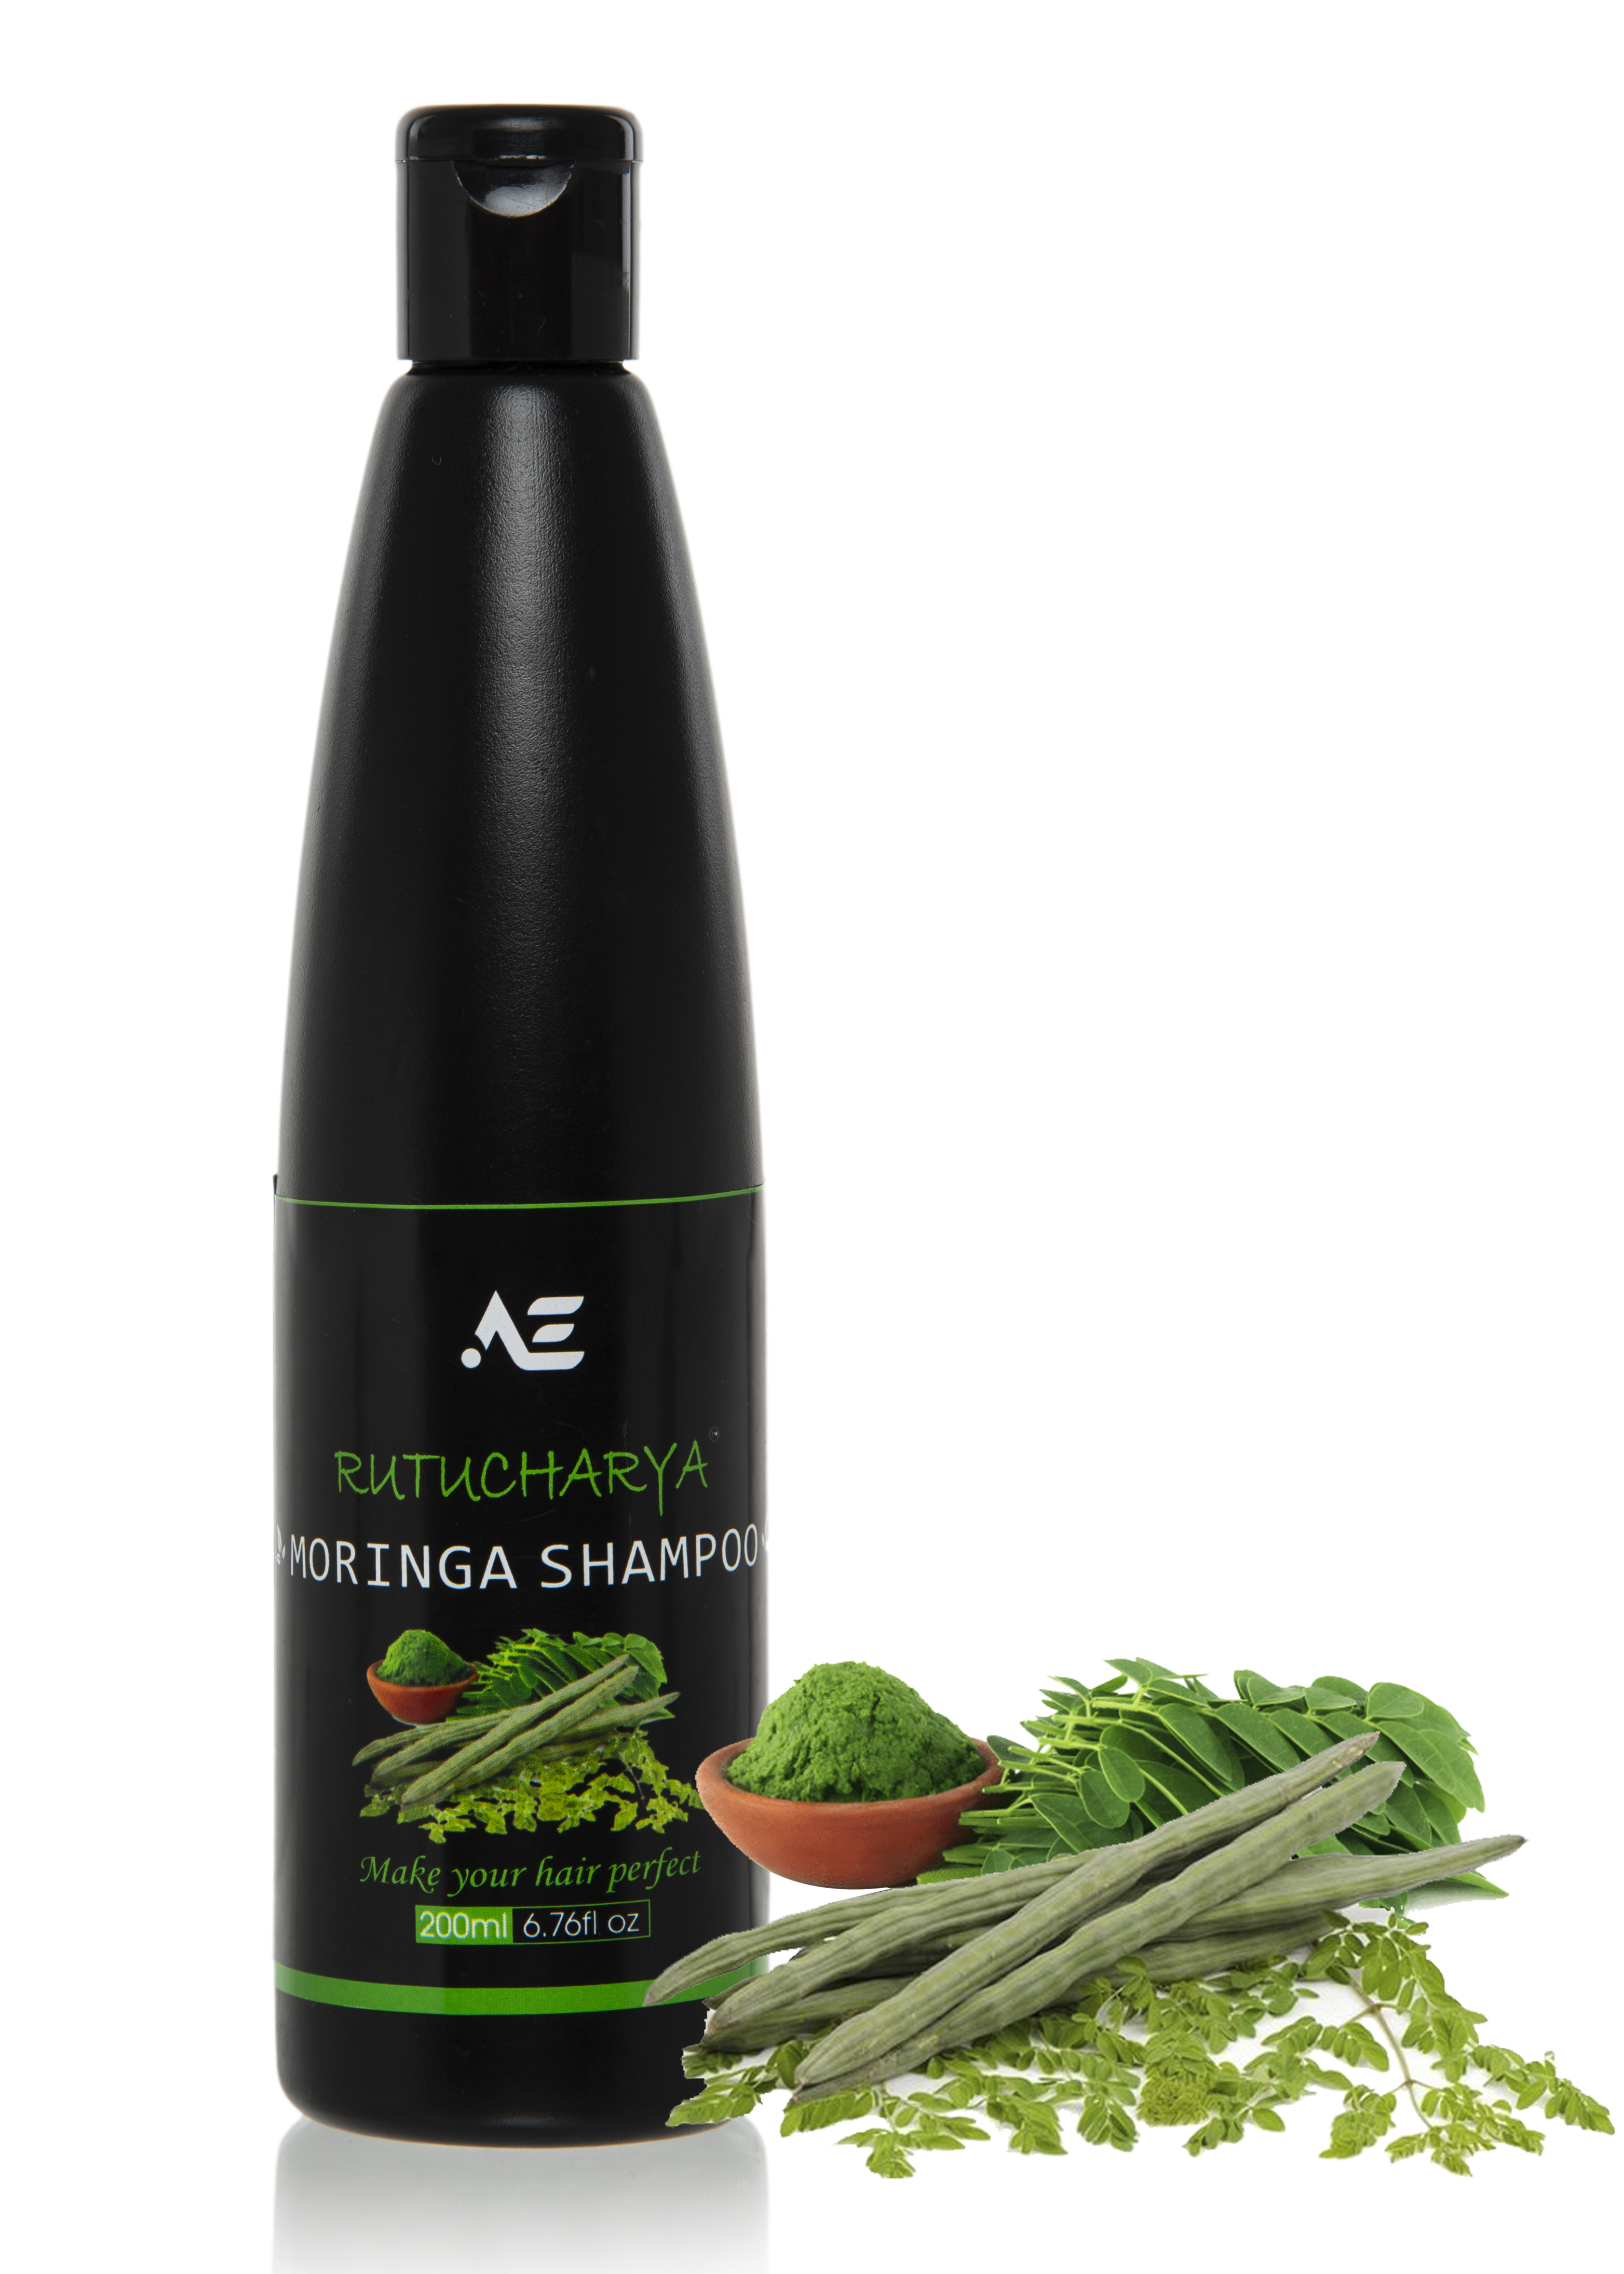 AE
RUTUCHARYA
MORINGA SHAMPOO
Make your hair perfect
200ml 6.76fl oz